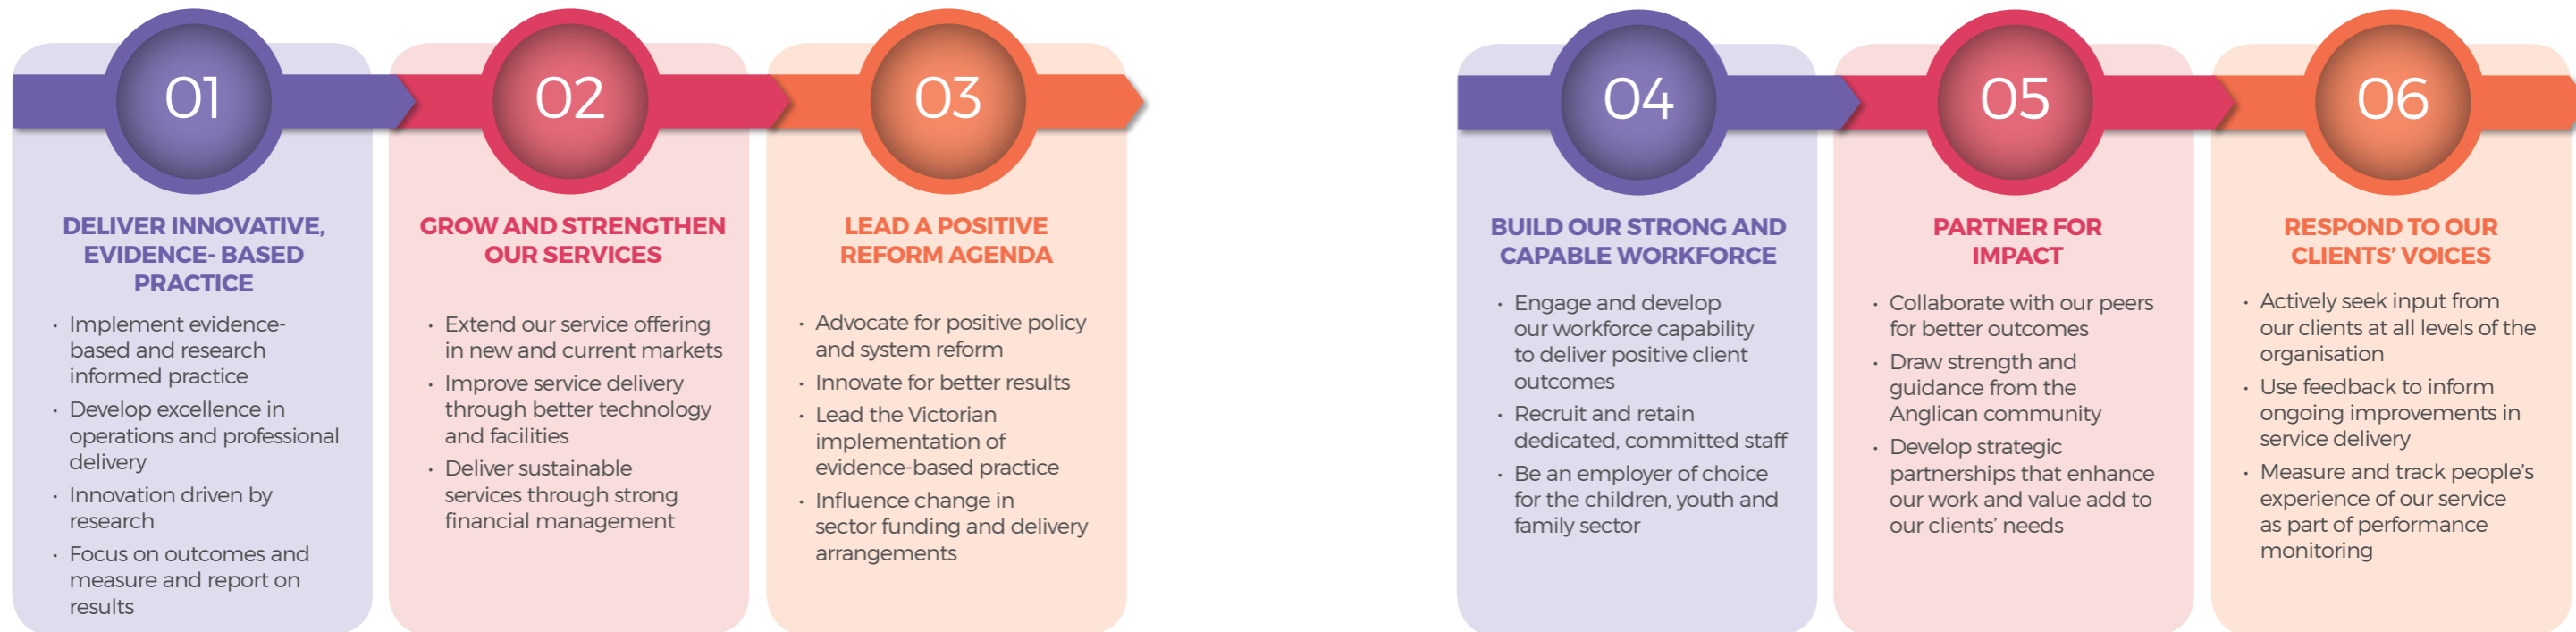 01
DELIVER INNOVATIVE,
EVIDENCE- BASED
PRACTICE
• Implement evidence-
based and research
informed practice
• Develop excellence in
operations and professional
delivery
• Innovation driven by
research
• Focus on outcomes and
measure and report on
results
02
GROW AND STRENGTHEN
OUR SERVICES
• Extend our service offering
in new and current markets
• Improve service delivery
through better technology
and facilities
• Deliver sustainable
services through strong
financial management
03
LEAD A POSITIVE
REFORM AGENDA
• Advocate for positive policy
and system reform
• Innovate for better results
• Lead the Victorian
implementation of
evidence-based practice
• Influence change in
sector funding and delivery
arrangements
04
BUILD OUR STRONG AND
CAPABLE WORKFORCE
• Engage and develop
our workforce capability
to deliver positive client
outcomes
• Recruit and retain
dedicated, committed staff
• Be an employer of choice
for the children, youth and
family sector
05
PARTNER FOR
IMPACT
• Collaborate with our peers
for better outcomes
• Draw strength and
guidance from the
Anglican community
• Develop strategic
partnerships that enhance
our work and value add to
our clients’ needs
06
RESPOND TO OUR
CLIENTS’ VOICES
• Actively seek input from
our clients at all levels of the
organisation
• Use feedback to inform
ongoing improvements in
service delivery
• Measure and track people’s
experience of our service
as part of performance
monitoring